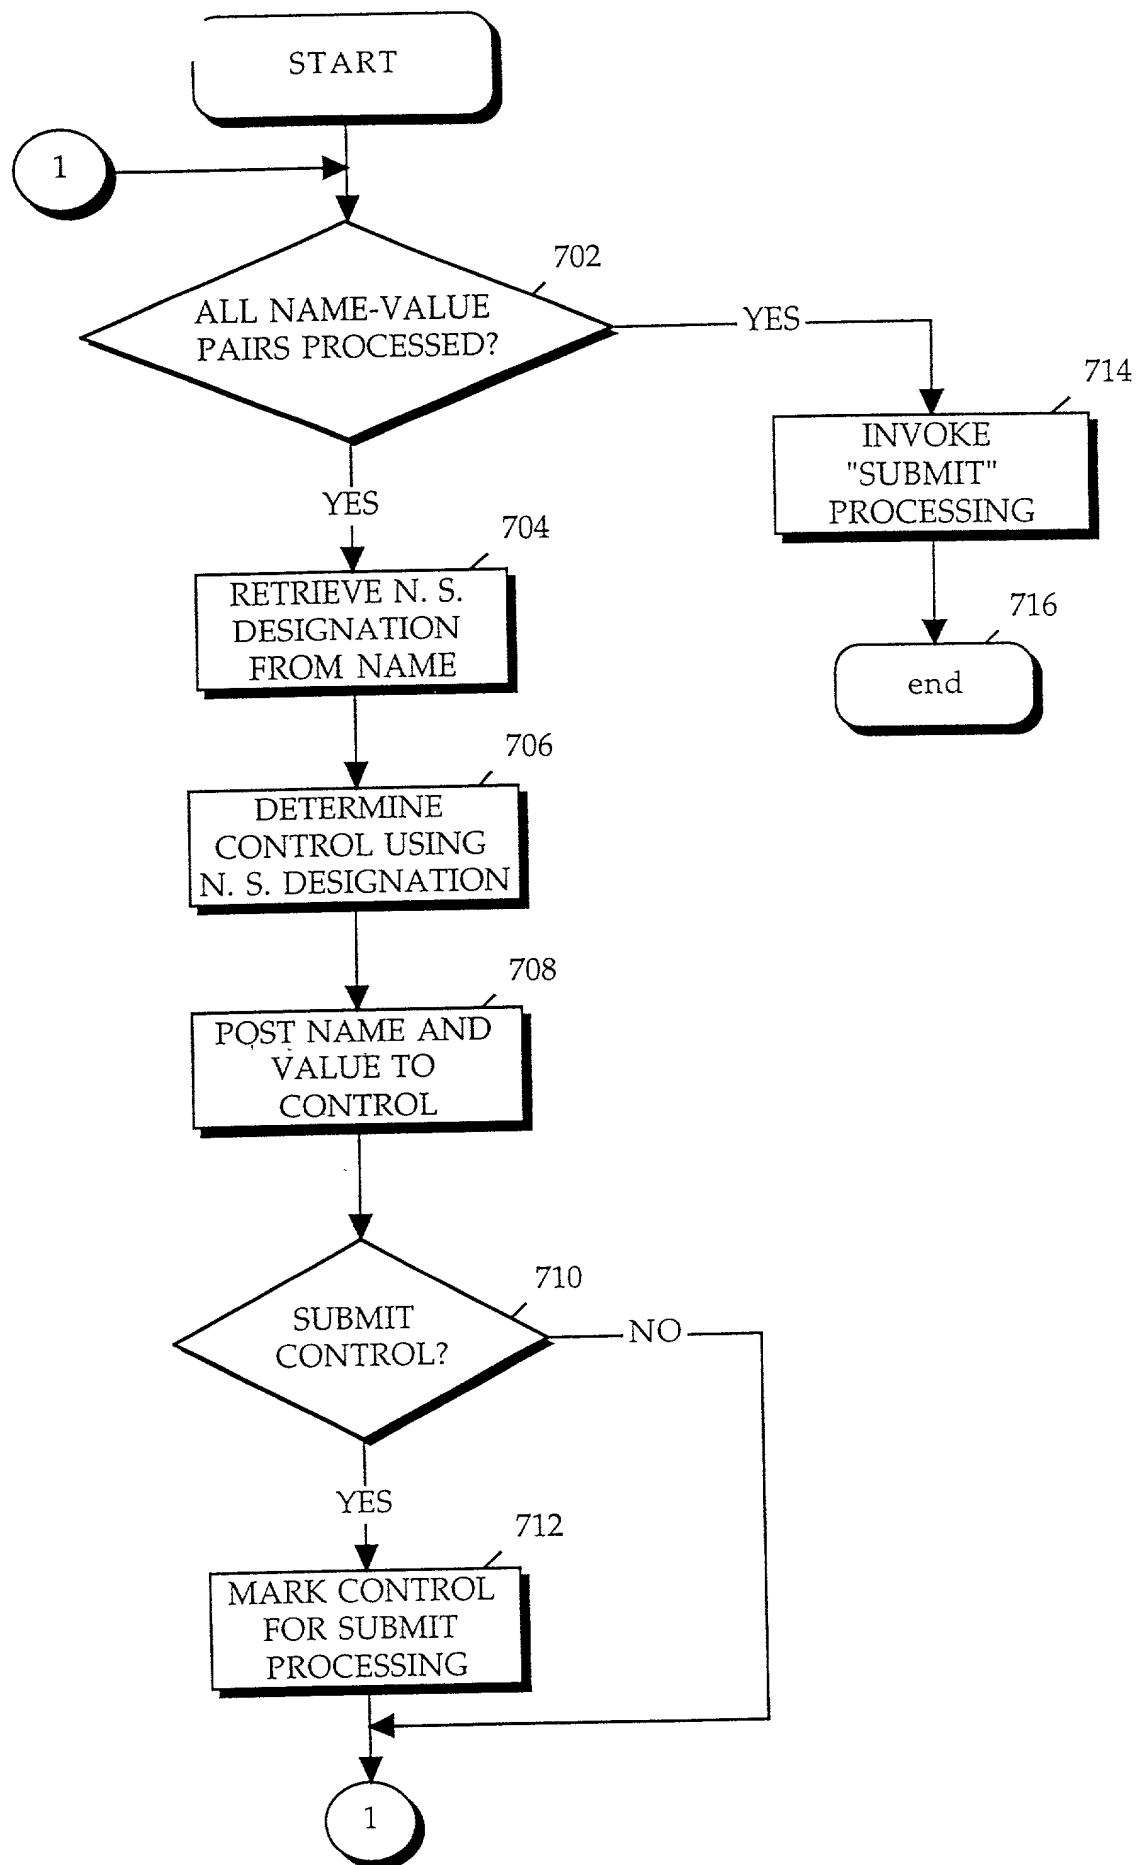 START
1
702
ALL NAME-VALUE
PAIRS PROCESSED?
YES
714
INVOKE
"SUBMIT"
PROCESSING
YES
704
RETRIEVE N. S.
DESIGNATION
FROM NAME
716
end
706
DETERMINE
CONTROL USING
N. S. DESIGNATION
708
POST NAME AND
VALUE TO
CONTROL
710
SUBMIT
CONTROL?
NO
YES
712
MARK CONTROL
FOR SUBMIT
PROCESSING
1